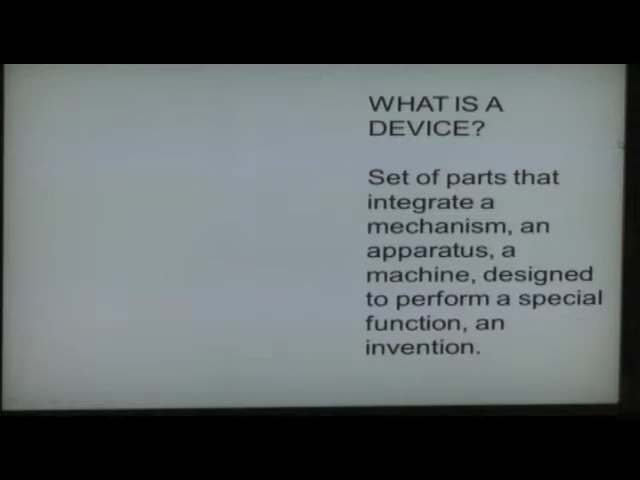 WHAT IS A
DEVICE?
Set of parts that
integrate a
mechanism, an
apparatus, a
machine, designed
to perform a special
function, an
invention.